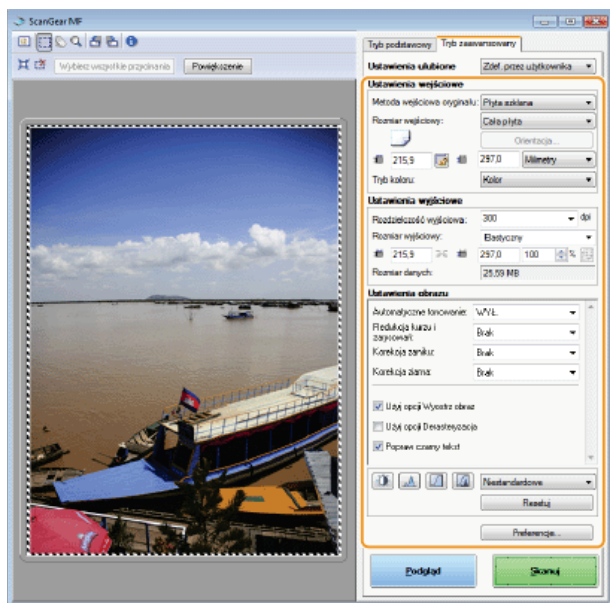 ScanGear MF
Wybierz wszystkie przycinania
Powiększenie
Tryb podstawowy
Tryb zaawansowany
Ustawienia ulubione
Zdef. przez użytkownika
Ustawienia wejściowe
Metoda wejściowa oryginału:
Płyta szklana
Rozmiar wejściowy:
Cała płyta
Orientacja...
215,9
297,0
Milimetry
Tryb koloru:
Kolor
Ustawienia wyjściowe
Rozdzielczość wyjściowa:
300
dpi
Rozmiar wyjściowy:
Elastyczny
215,9
297,0
100
%
Rozmiar danych:
25,59 MB
Ustawienia obrazu
Automatyczne tonowanie:
WYŁ.
Redukcja kurzu i
zarysowań:
Brak
Korekcja zaniku:
Brak
Korekcja ziarna:
Brak
Użyj opcji Wyostrz obraz
Użyj opcji Derasteryzacja
Popraw czarny tekst
Niestandardowe
Resetuj
Preferencje...
Podgląd
Skanuj